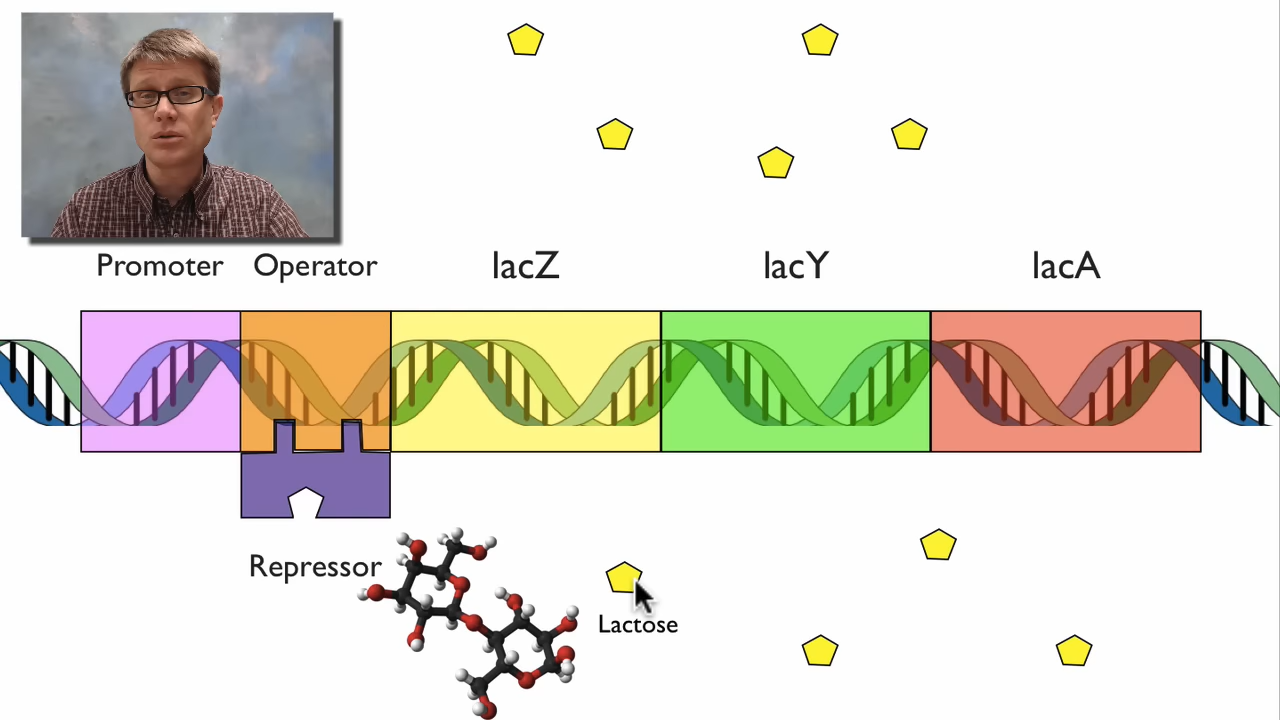 Promoter
Operator
lacZ
lacY
lacA
Repressor
Lactose